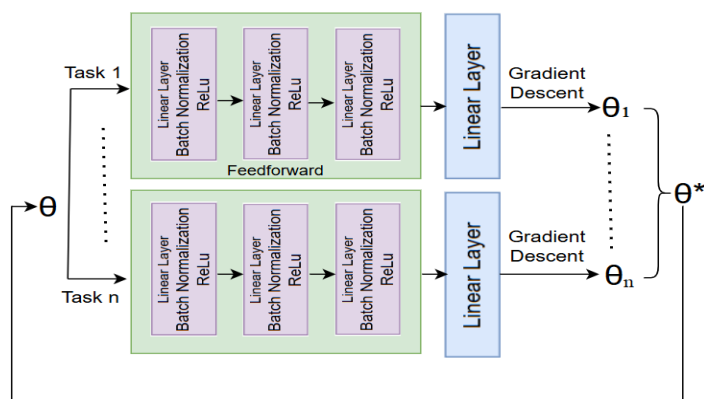 Task 1
Linear Layer
Batch Normalization
ReLu
Linear Layer
Batch Normalization
ReLu
Linear Layer
Batch Normalization
ReLu
Feedforward
Linear Layer
Gradient
Descent
θ₁
θ
θ*
Task n
Linear Layer
Batch Normalization
ReLu
Linear Layer
Batch Normalization
ReLu
Linear Layer
Batch Normalization
ReLu
Linear Layer
Gradient
Descent
θₙ